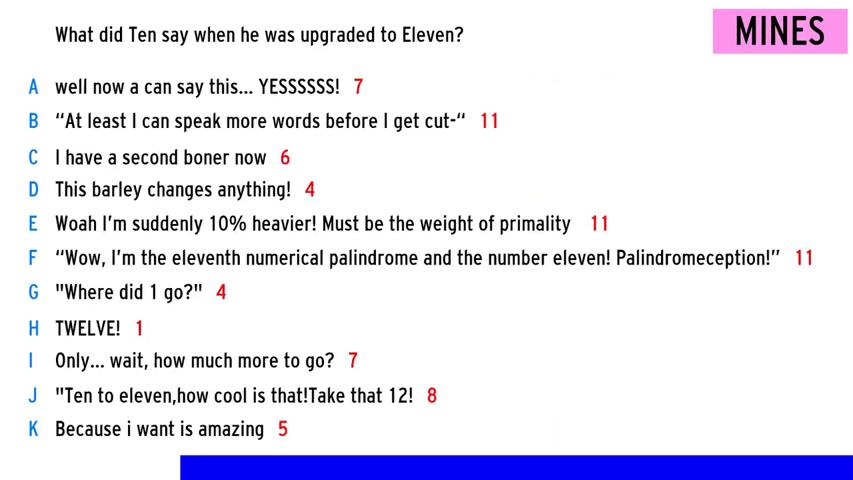 What did Ten say when he was upgraded to Eleven?
MINES
A well now a can say this... YESSSSSS! 7
B “At least I can speak more words before I get cut-“ 11
C I have a second boner now 6
D This barley changes anything! 4
E Woah I'm suddenly 10% heavier! Must be the weight of primality 11
F “Wow, I'm the eleventh numerical palindrome and the number eleven! Palindromeception!” 11
G "Where did 1 go?" 4
H TWELVE! 1
I Only... wait, how much more to go? 7
J "Ten to eleven,how cool is that!Take that 12! 8
K Because i want is amazing 5